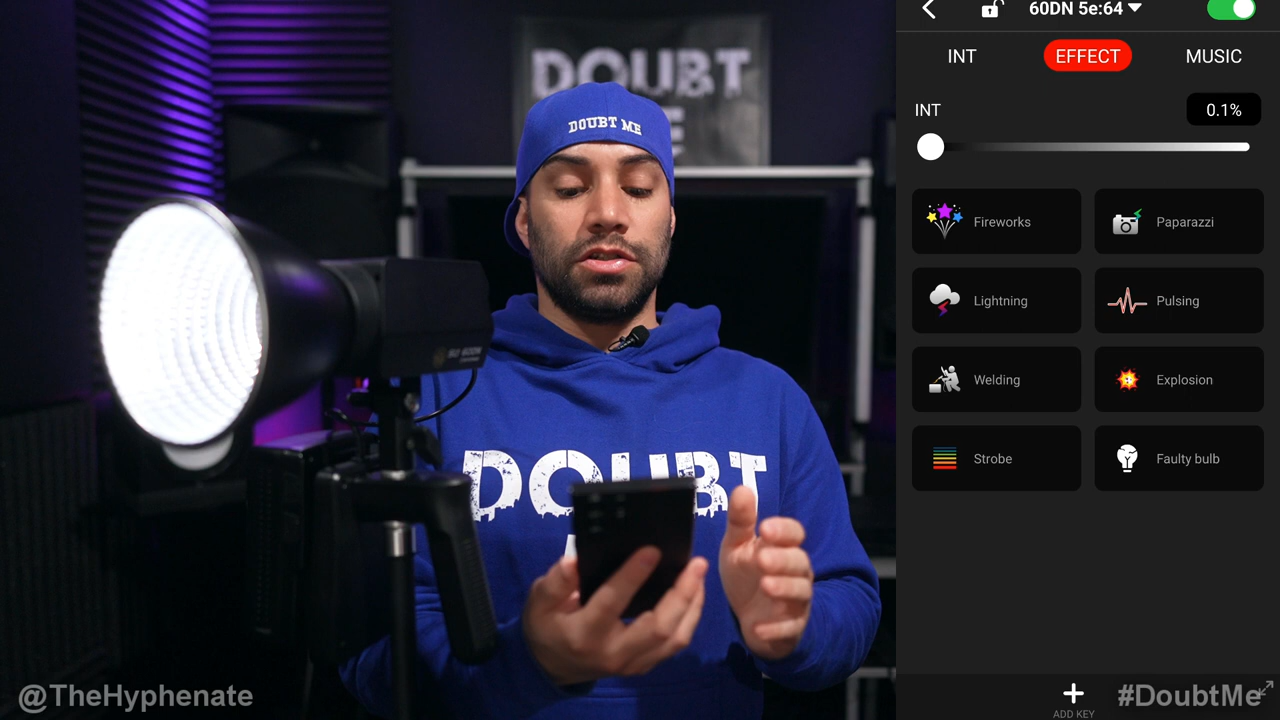 DOUBT
DOUBT ME
DOUBT
@TheHyphenate
60DN 5e:64
INT
EFFECT
MUSIC
INT
0.1%
Fireworks
Paparazzi
Lightning
Pulsing
Welding
Explosion
Strobe
Faulty bulb
ADD KEY
#DoubtMe